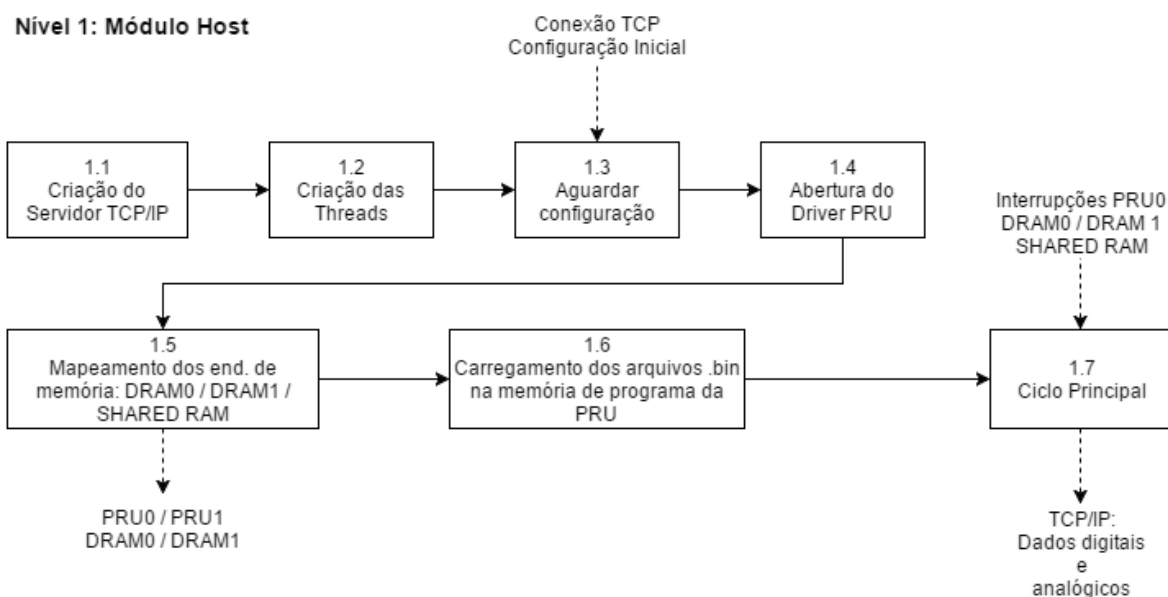 Nível 1: Módulo Host
Conexão TCP
Configuração Inicial
1.1
Criação do
Servidor TCP/IP
1.2
Criação das
Threads
1.3
Aguardar
configuração
1.4
Abertura do
Driver PRU
Interrupções PRU0
DRAM0 / DRAM 1
SHARED RAM
1.5
Mapeamento dos end. de
memória: DRAM0 / DRAM1 /
SHARED RAM
1.6
Carregamento dos arquivos .bin
na memória de programa da
PRU
1.7
Ciclo Principal
PRU0 / PRU1
DRAM0 / DRAM1
TCP/IP:
Dados digitais
e
analógicos